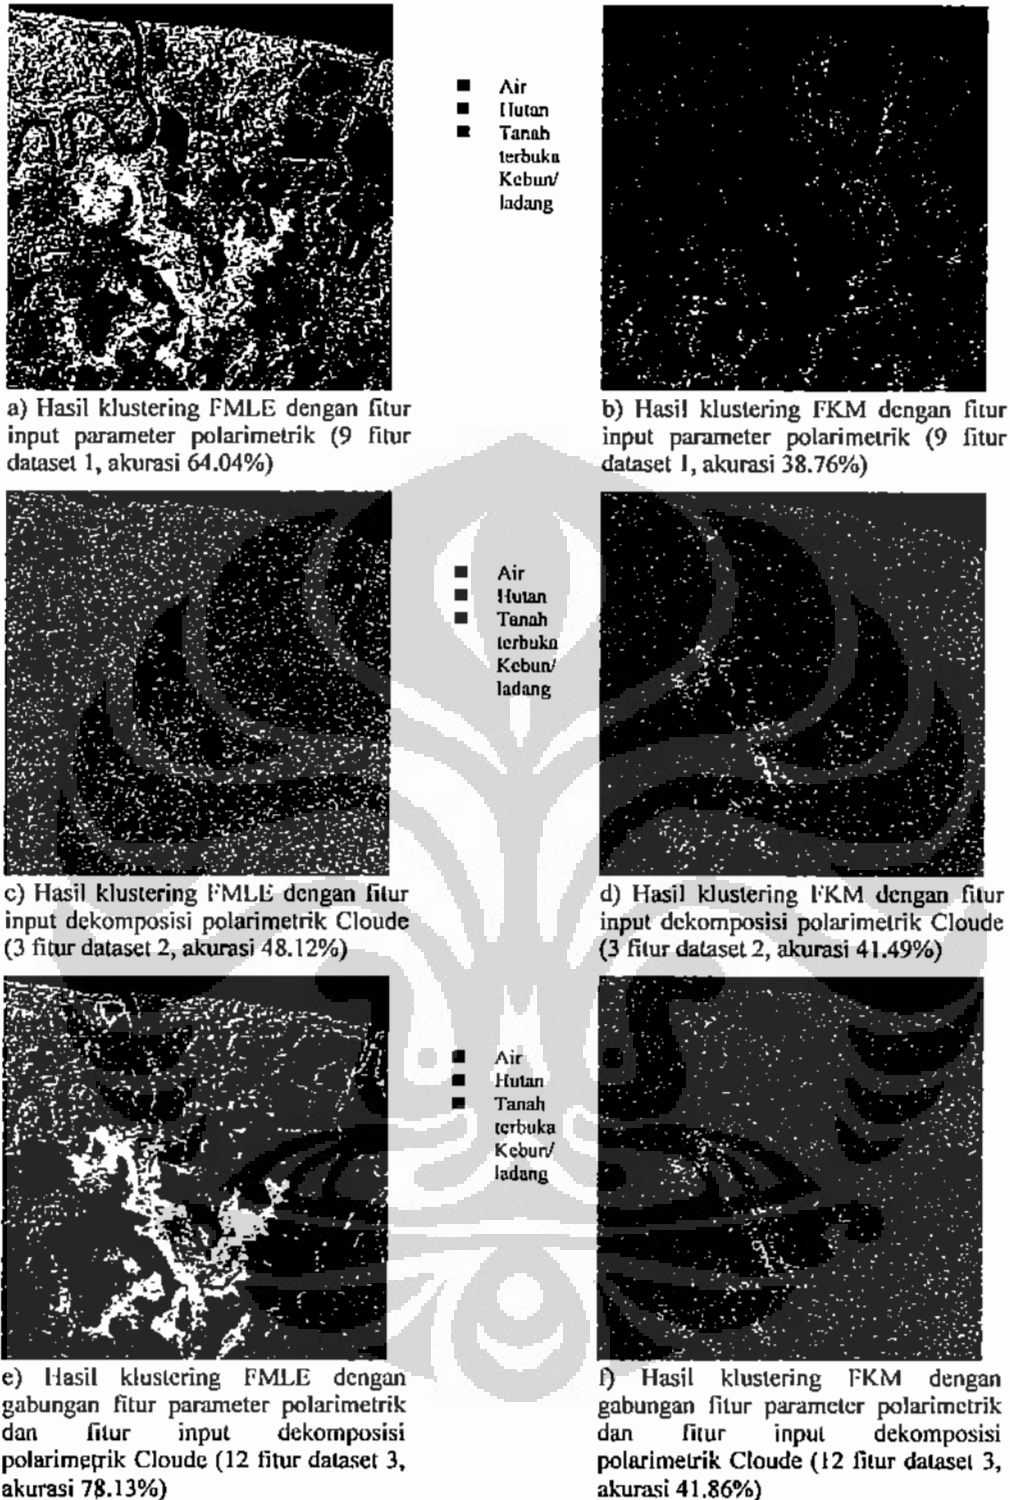 Air
Hutan
Tanah
terbuka
Kebun/
ladang
a) Hasil klustering FMLE dengan fitur
input parameter polarimetrik (9 fitur
dataset 1, akurasi 64.04%)
b) Hasil klustering FKM dengan fitur
input parameter polarimetrik (9 fitur
dataset 1, akurasi 38.76%)
Air
Hutan
Tanah
terbuka
Kebun/
ladang
c) Hasil klustering FMLE dengan fitur
input dekomposisi polarimetrik Cloude
(3 fitur dataset 2, akurasi 48.12%)
d) Hasil klustering FKM dengan fitur
input dekomposisi polarimetrik Cloude
(3 fitur dataset 2, akurasi 41.49%)
Air
Hutan
Tanah
terbuka
Kebun/
ladang
e) Hasil klustering FMLE dengan
gabungan fitur parameter polarimetrik
dan fitur input dekomposisi
polarimetrik Cloude (12 fitur dataset 3,
akurasi 78.13%)
f) Hasil klustering FKM dengan
gabungan fitur parameter polarimetrik
dan fitur input dekomposisi
polarimetrik Cloude (12 fitur dataset 3,
akurasi 41.86%)